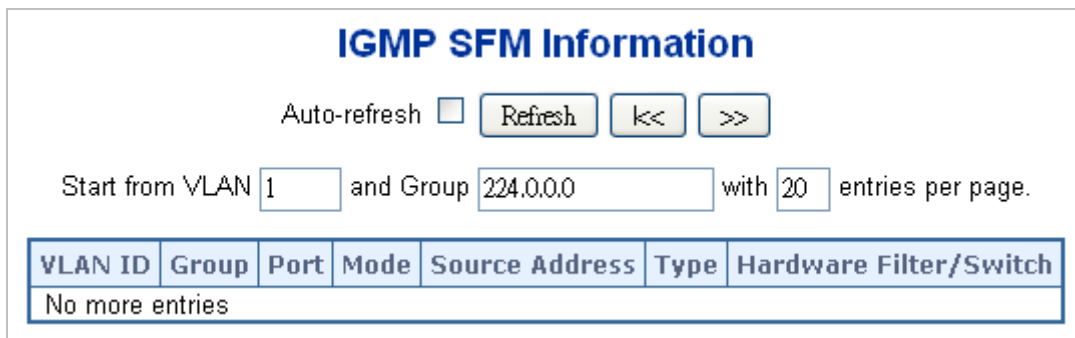 IGMP SFM Information
Auto-refresh Refresh |<< >>
Start from VLAN 1 and Group 224.0.0.0 with 20 entries per page.
VLAN ID Group Port Mode Source Address Type Hardware Filter/Switch
No more entries